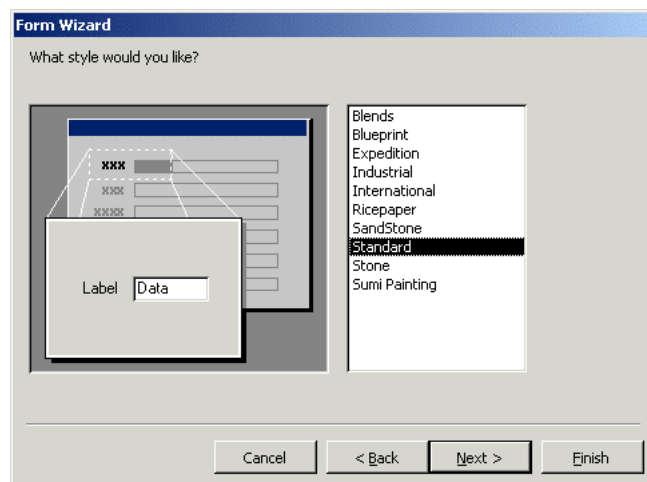 Form Wizard
What style would you like?
xxx
xxx
xxxx
Label Data
Blends
Blueprint
Expedition
Industrial
International
Ricepaper
SandStone
Standard
Stone
Sumi Painting
Cancel < Back Next > Finish